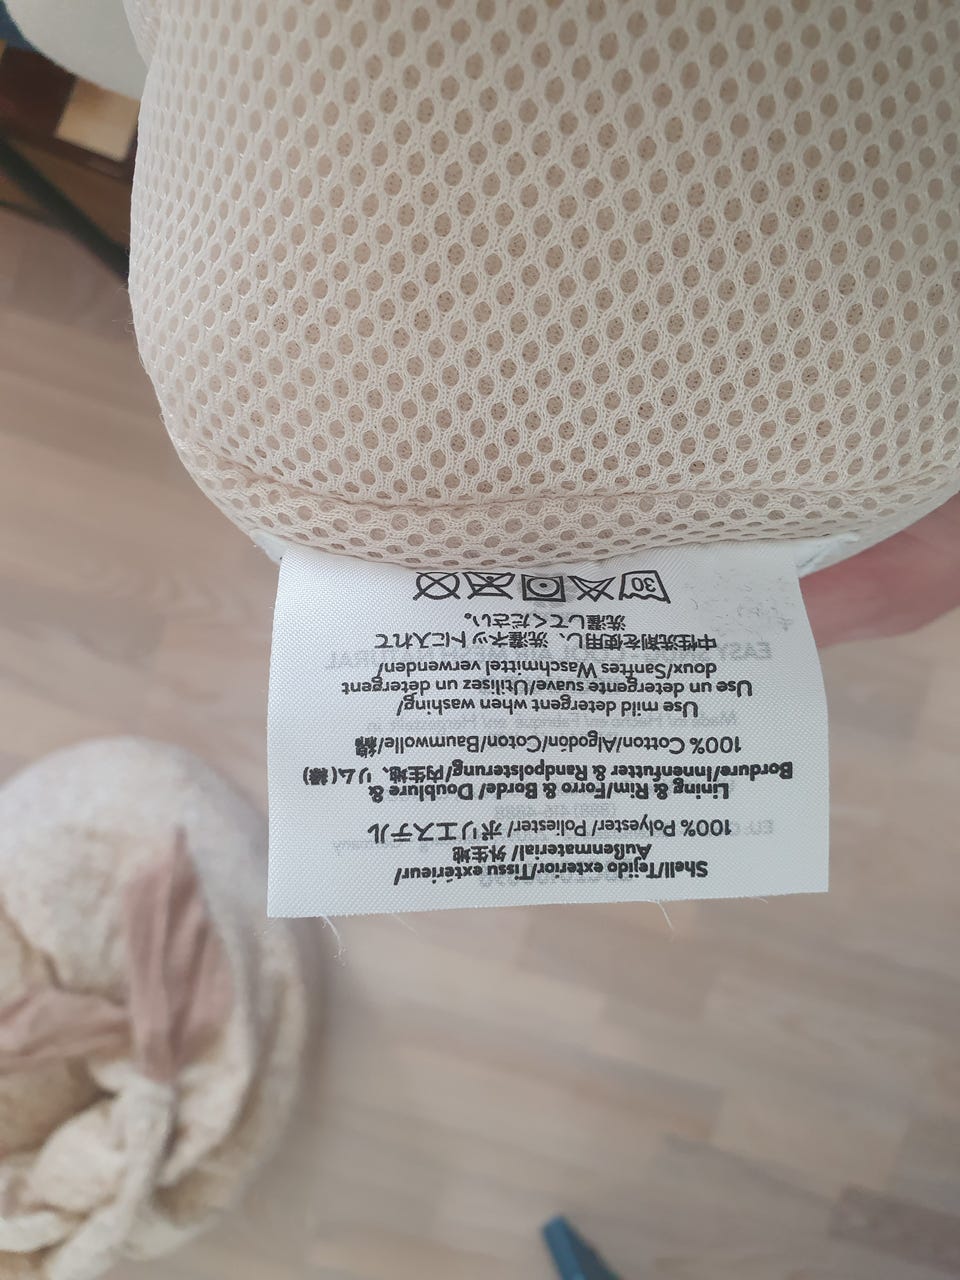 Shell/Tejido exterior/Tissu extérieur/
Außenmaterial/ 外生地
100% Polyester/ Poliester/ ポリエステル
Lining & Rim/Forro & Borde/ Doublure &
Bordure/Innenfutter & Randpolsterung/内生地、リム(縁)
100% Cotton/Algodón/Coton/Baumwolle/綿
Use mild detergent when washing/
Use un detergente suave/Utilisez un détergent
doux/Sanftes Waschmittel verwenden/
中性洗剤を使用し、洗濯ネットに入れて
洗濯してください。
30